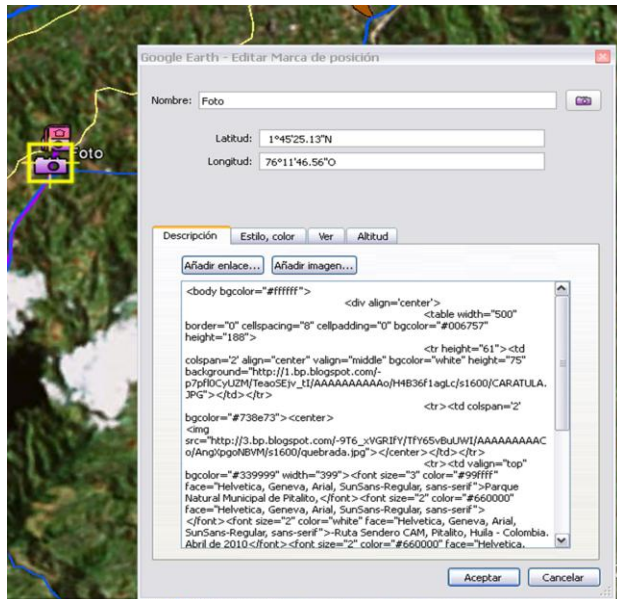 Google Earth - Editar Marca de posición
Nombre: Foto
Latitud: 1°45'25.13"N
Longitud: 76°11'46.56"O
Foto
Descripción Estilo, color Ver Altitud
Añadir enlace... Añadir imagen...
<body bgcolor="#ffffff">
<div align='center'>
<table width="500"
border="0" cellspacing="8" cellpadding="0" bgcolor="#006757"
height="188">
<tr height="61"><td
colspan='2' align="center" valign="middle" bgcolor="white" height="75"
background="http://1.bp.blogspot.com/-
p7pfl0CyUZM/TeaoSEjv_tI/AAAAAAAAAAo/H4B36f1agLc/s1600/CARATULA.
JPG"></td></tr>
<tr><td colspan='2'
bgcolor="#738e73"><center>
<img
src="http://3.bp.blogspot.com/-9T6_xVGRIfY/TfY65vBuUWI/AAAAAAAAAC
o/AngXpgoNBVM/s1600/quebrada.jpg"></center></td></tr>
<tr><td valign="top"
bgcolor="#339999" width="399"><font size="3" color="#99ffff"
face="Helvetica, Geneva, Arial, SunSans-Regular, sans-serif">Parque
Natural Municipal de Pitalito,</font><font size="2" color="#660000"
face="Helvetica, Geneva, Arial, SunSans-Regular, sans-serif">
</font><font size="2" color="white" face="Helvetica, Geneva, Arial,
SunSans-Regular, sans-serif">-Ruta Sendero CAM, Pitalito, Huila - Colombia.
Abril de 2010</font><font size="2" color="#660000" face="Helvetica,
Aceptar Cancelar